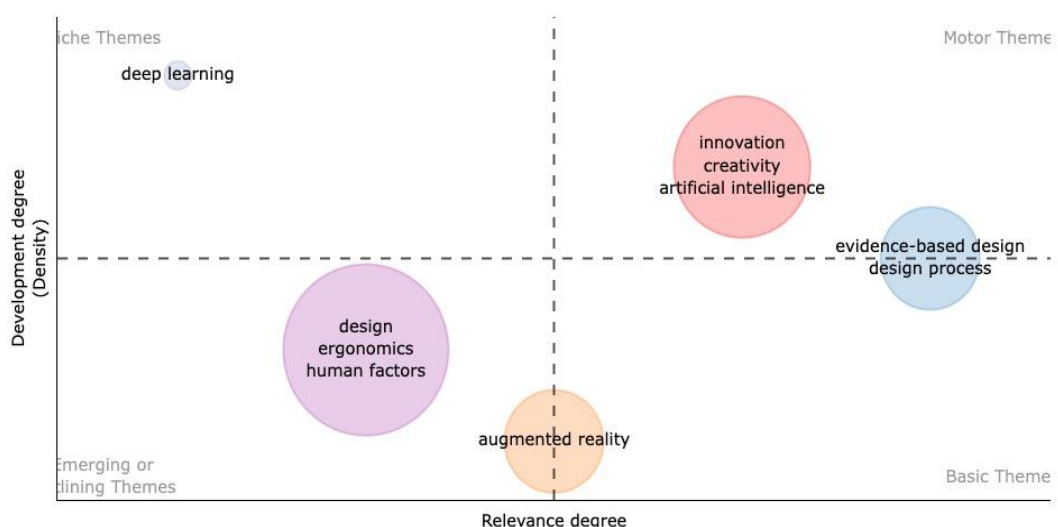 iche Themes
Motor Theme
deep learning
innovation
creativity
artificial intelligence
evidence-based design
design process
Development degree
(Density)
design
ergonomics
human factors
augmented reality
Emerging or
lining Themes
Basic Theme
Relevance degree